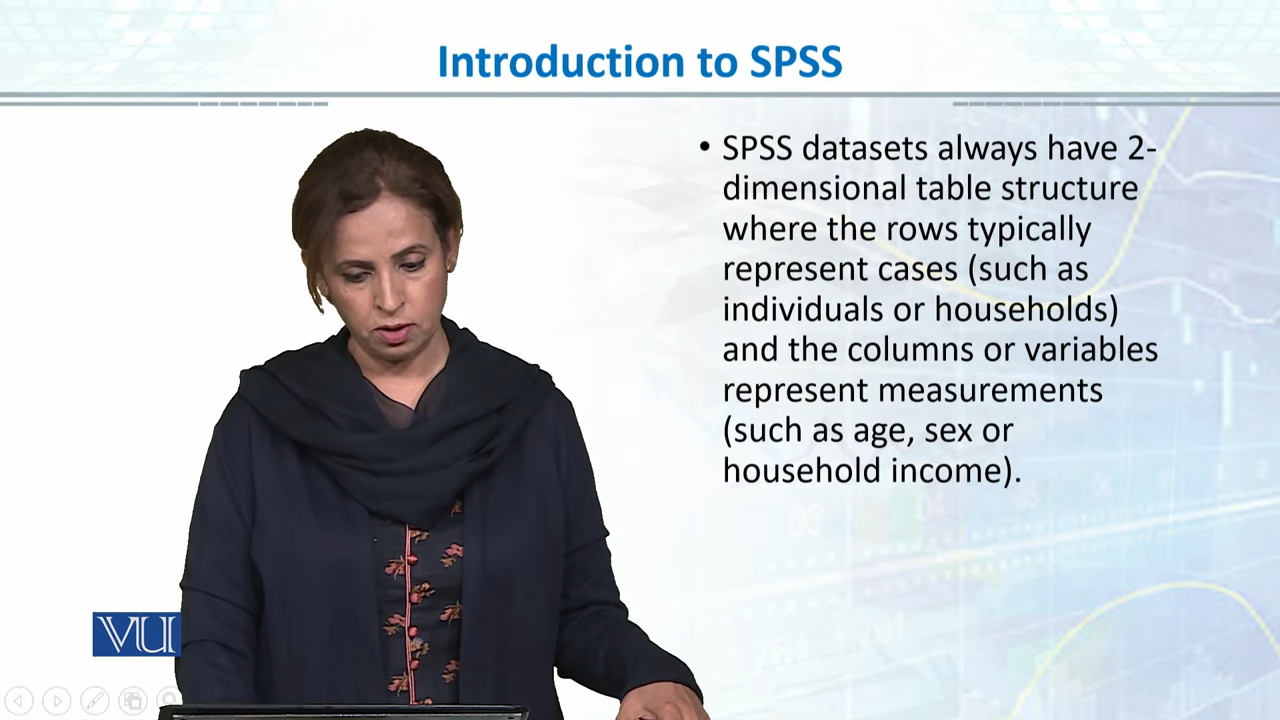 Introduction to SPSS
• SPSS datasets always have 2-
dimensional table structure
where the rows typically
represent cases (such as
individuals or households)
and the columns or variables
represent measurements
(such as age, sex or
household income).
VU